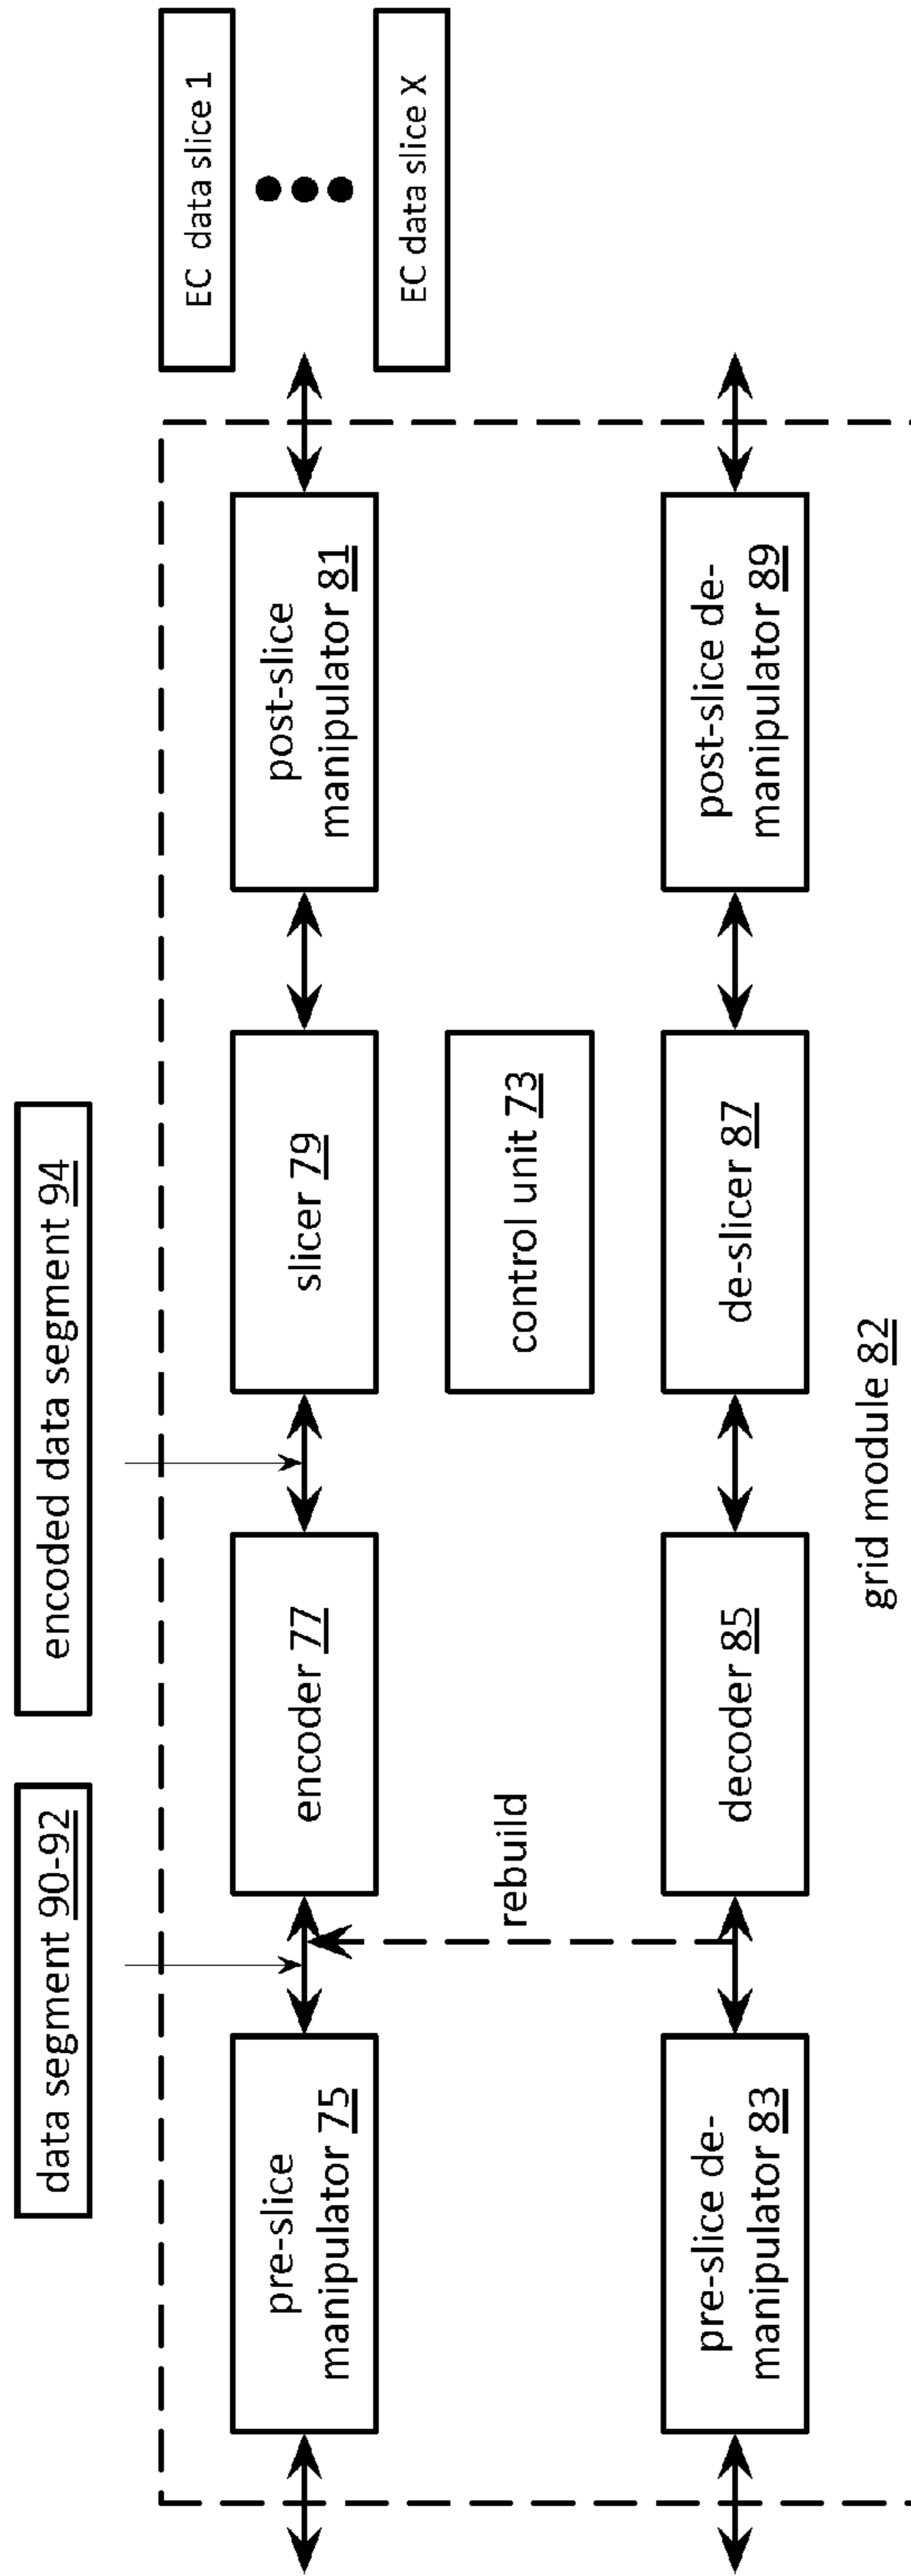 data segment 90-92
encoded data segment 94
EC data slice 1
EC data slice X
pre-slice
manipulator 75
encoder 77
slicer 79
post-slice
manipulator 81
rebuild
control unit 73
pre-slice de-
manipulator 83
decoder 85
de-slicer 87
post-slice de-
manipulator 89
grid module 82